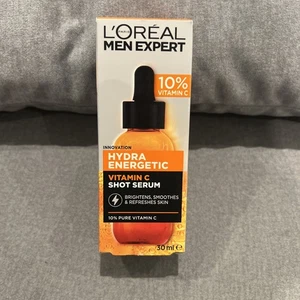 L'ORÉAL
MEN EXPERT
10%
VITAMIN C
INNOVATION
HYDRA
ENERGETIC
VITAMIN C
SHOT SERUM
BRIGHTENS, SMOOTHES
& REFRESHES SKIN
10% PURE VITAMIN C
30 ml ℮